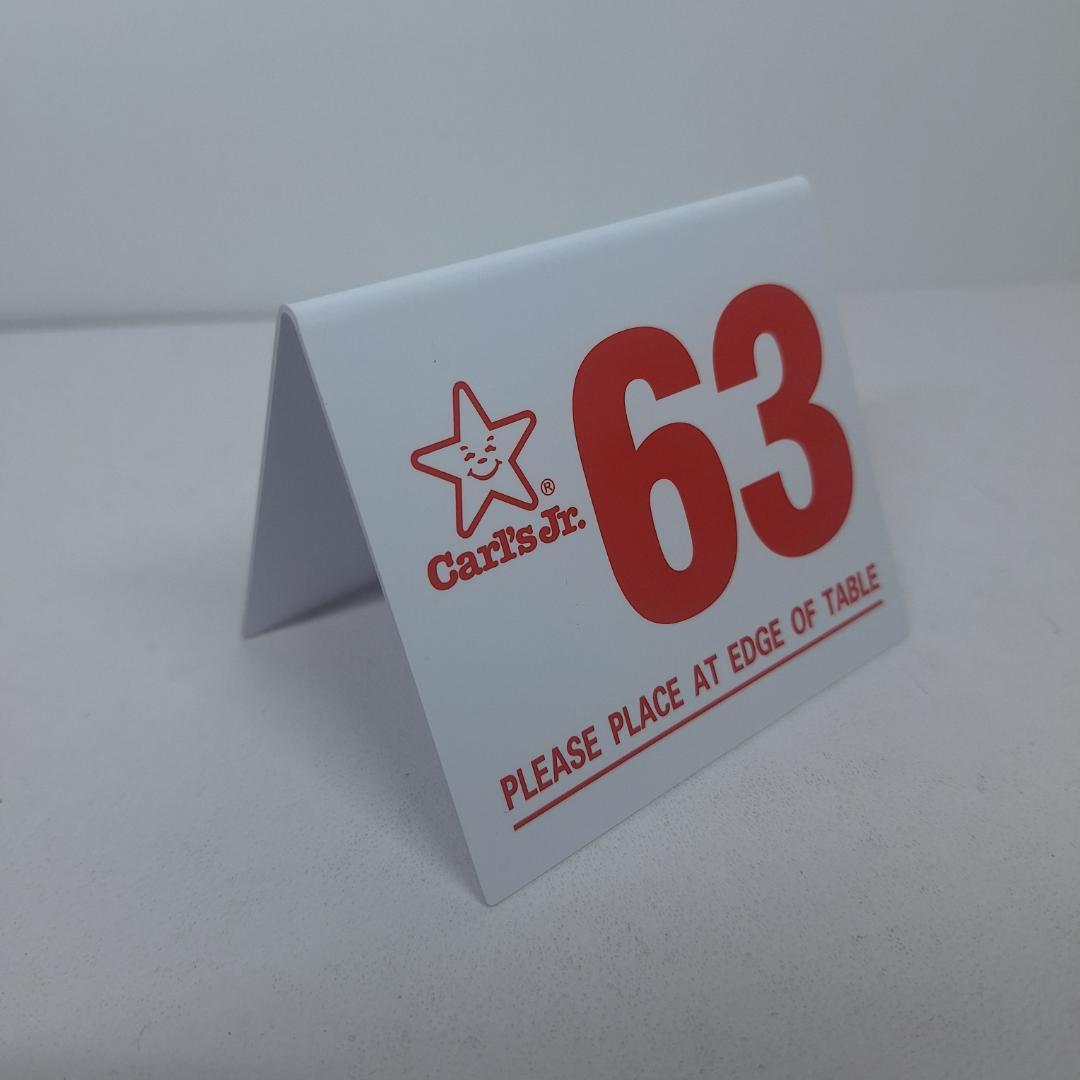 63
®
Carl's Jr.
PLEASE PLACE AT EDGE OF TABLE